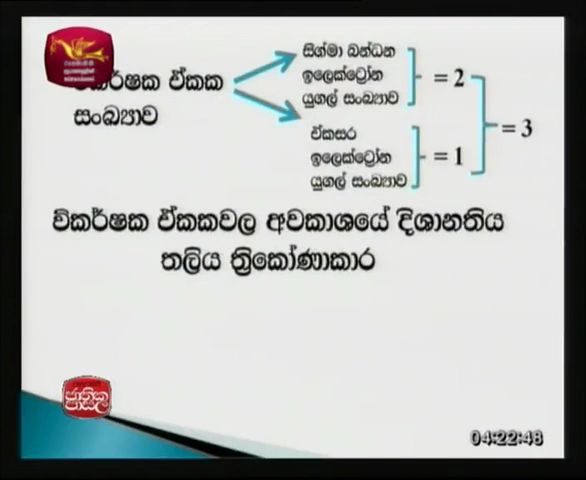 විකර්ෂක ඒකක
සංඛ්‍යාව
සිග්මා බන්ධන
ඉලෙක්ට්‍රෝන
යුගල් සංඛ්‍යාව
= 2
ඒකසර
ඉලෙක්ට්‍රෝන
යුගල් සංඛ්‍යාව
= 1
= 3
විකර්ෂක ඒකකවල අවකාශයේ දිශානතිය
තලීය ත්‍රිකෝණාකාර
ජාතික
පාසල
04:22:48